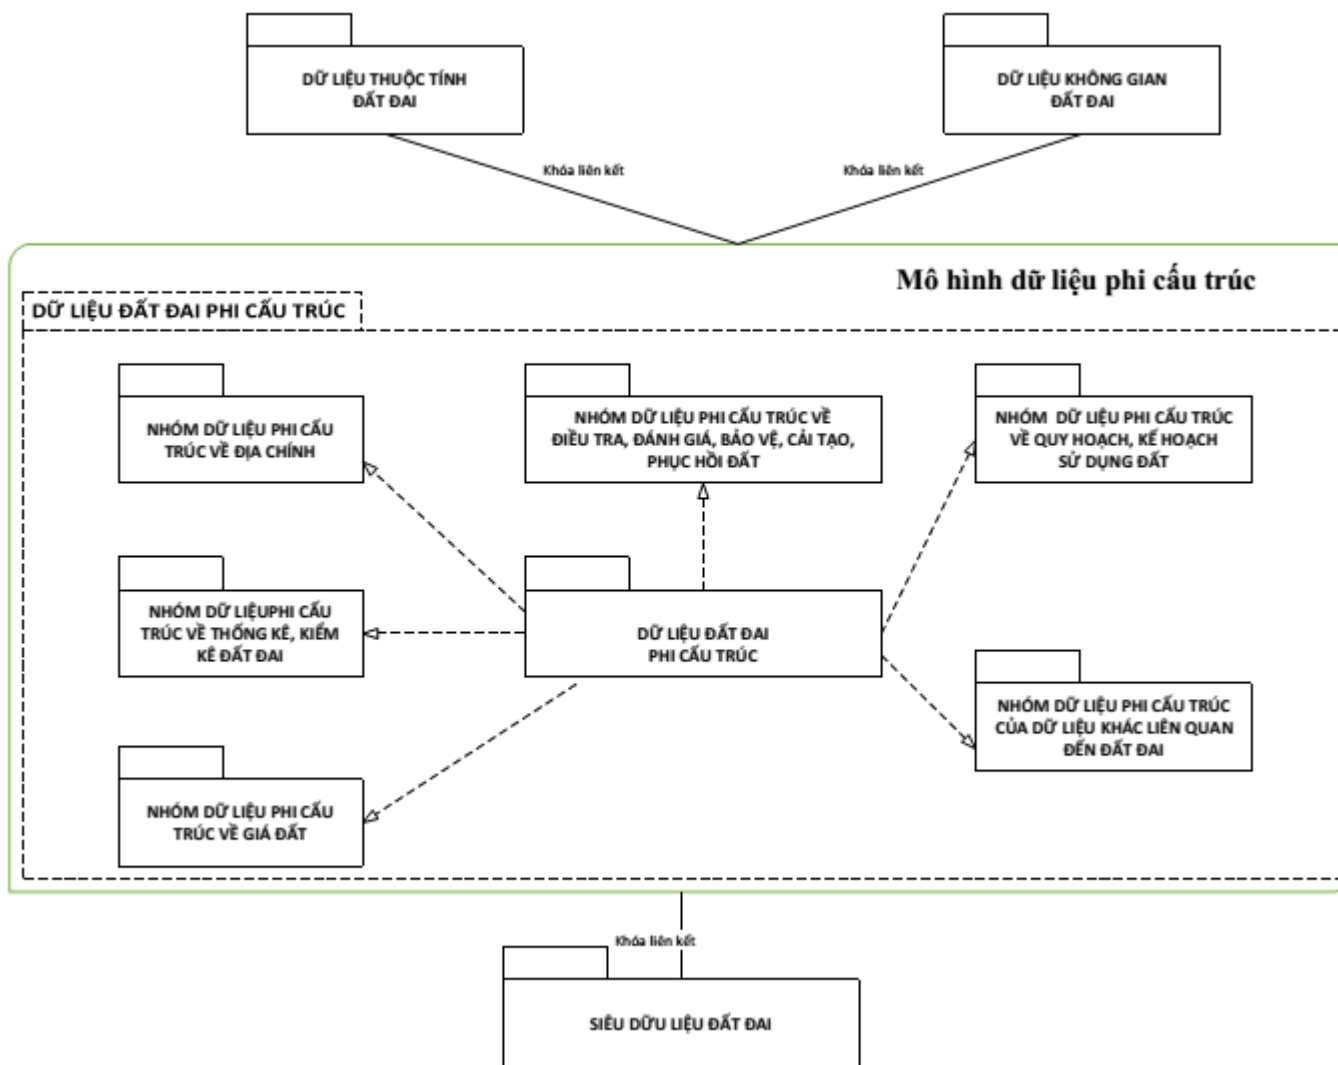 DỮ LIỆU THUỘC TÍNH
ĐẤT ĐAI
DỮ LIỆU KHÔNG GIAN
ĐẤT ĐAI
Khóa liên kết
Khóa liên kết
Mô hình dữ liệu phi cấu trúc
DỮ LIỆU ĐẤT ĐAI PHI CẤU TRÚC
NHÓM DỮ LIỆU PHI CẤU
TRÚC VỀ ĐỊA CHÍNH
NHÓM DỮ LIỆU PHI CẤU TRÚC VỀ
ĐIỀU TRA, ĐÁNH GIÁ, BẢO VỆ, CẢI TẠO,
PHỤC HỒI ĐẤT
NHÓM DỮ LIỆU PHI CẤU TRÚC
VỀ QUY HOẠCH, KẾ HOẠCH
SỬ DỤNG ĐẤT
NHÓM DỮ LIỆUPHI CẤU
TRÚC VỀ THỐNG KÊ, KIỂM
KÊ ĐẤT ĐAI
DỮ LIỆU ĐẤT ĐAI
PHI CẤU TRÚC
NHÓM DỮ LIỆU PHI CẤU TRÚC
CỦA DỮ LIỆU KHÁC LIÊN QUAN
ĐẾN ĐẤT ĐAI
NHÓM DỮ LIỆU PHI CẤU
TRÚC VỀ GIÁ ĐẤT
Khóa liên kết
SIÊU DỮU LIỆU ĐẤT ĐAI